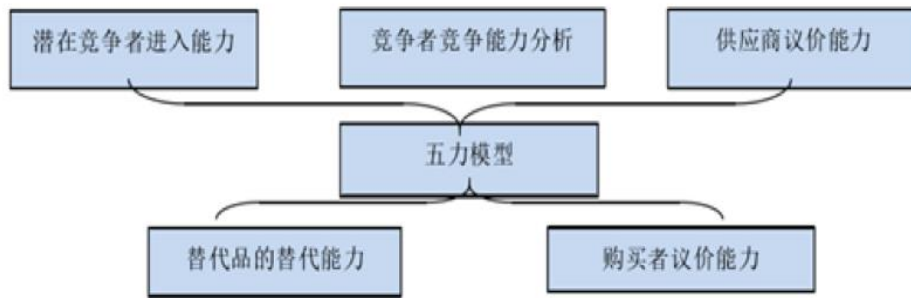 潜在竞争者进入能力
竞争者竞争能力分析
供应商议价能力
五力模型
替代品的替代能力
购买者议价能力